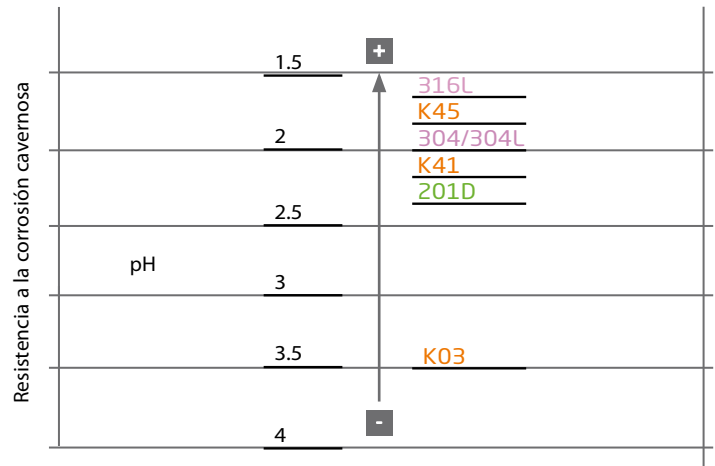 Resistencia a la corrosión cavernosa
pH
+
1.5
316L
K45
2
304/304L
K41
201D
2.5
3
3.5
K03
-
4